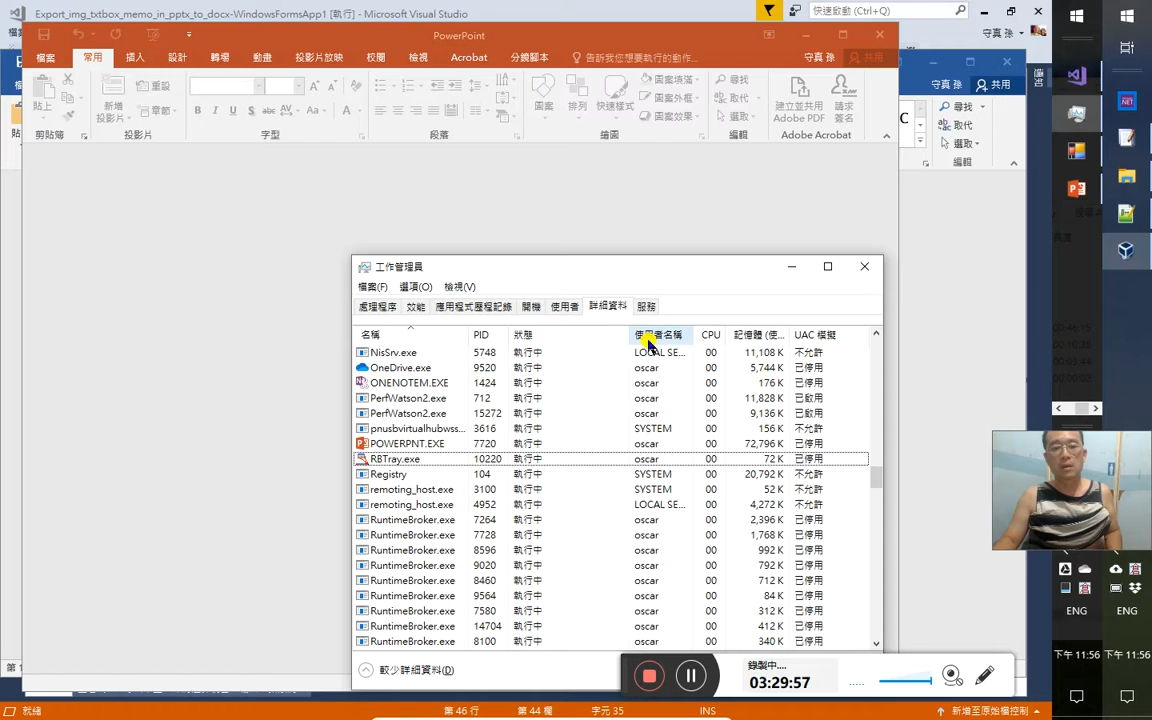 Export_img_txtbox_memo_in_pptx_to_docx-WindowsFormsApp1 [執行] - Microsoft Visual Studio
快速啟動 (Ctrl+Q)
PowerPoint
守真 孫
檔案 常用 插入 設計 轉場 動畫 投影片放映 校閱 檢視 Acrobat 告訴我您想要執行的動作... 守真 孫 共用
守真 孫 共用
通知
貼上
新增
投影片
重設
章節
B I U S abc AV Aa A
圖案 排列 快速樣式
圖案填滿
圖案外框
圖案效果
尋找
取代
選取
建立並共用
Adobe PDF
請求
簽名
剪貼簿 投影片 字型 段落 繪圖 編輯 Adobe Acrobat
尋找
取代
選取
編輯
工作管理員
檔案(F) 選項(O) 檢視(V)
處理程序 效能 應用程式歷程記錄 開機 使用者 詳細資料 服務
名稱 PID 狀態 使用者名稱 CPU 記憶體 (使... UAC 模擬
NisSrv.exe 5748 執行中 LOCAL SE... 00 11,108 K 不允許
OneDrive.exe 9520 執行中 oscar 00 5,744 K 已停用
ONENOTEM.EXE 1424 執行中 oscar 00 176 K 已停用
PerfWatson2.exe 712 執行中 oscar 00 11,828 K 已啟用
PerfWatson2.exe 15272 執行中 oscar 00 9,136 K 已啟用
pnusbvirtualhubwss... 3616 執行中 SYSTEM 00 156 K 不允許
POWERPNT.EXE 7720 執行中 oscar 00 72,796 K 已停用
RBTray.exe 10220 執行中 oscar 00 72 K 已停用
Registry 104 執行中 SYSTEM 00 20,792 K 不允許
remoting_host.exe 3100 執行中 SYSTEM 00 52 K 不允許
remoting_host.exe 4952 執行中 LOCAL SE... 00 4,272 K 不允許
RuntimeBroker.exe 7264 執行中 oscar 00 2,396 K 已停用
RuntimeBroker.exe 7728 執行中 oscar 00 1,768 K 已停用
RuntimeBroker.exe 8596 執行中 oscar 00 992 K 已停用
RuntimeBroker.exe 9020 執行中 oscar 00 792 K 已停用
RuntimeBroker.exe 8460 執行中 oscar 00 712 K 已停用
RuntimeBroker.exe 9564 執行中 oscar 00 84 K 已停用
RuntimeBroker.exe 7580 執行中 oscar 00 312 K 已停用
RuntimeBroker.exe 14704 執行中 oscar 00 412 K 已停用
RuntimeBroker.exe 8100 執行中 oscar 00 340 K 已停用
較少詳細資料(D)
錄製中....
03:29:57
ENG ENG
下午 11:56 下午 11:56
就緒 第 46 行 第 44 欄 字元 35 INS 新增至原始檔控制